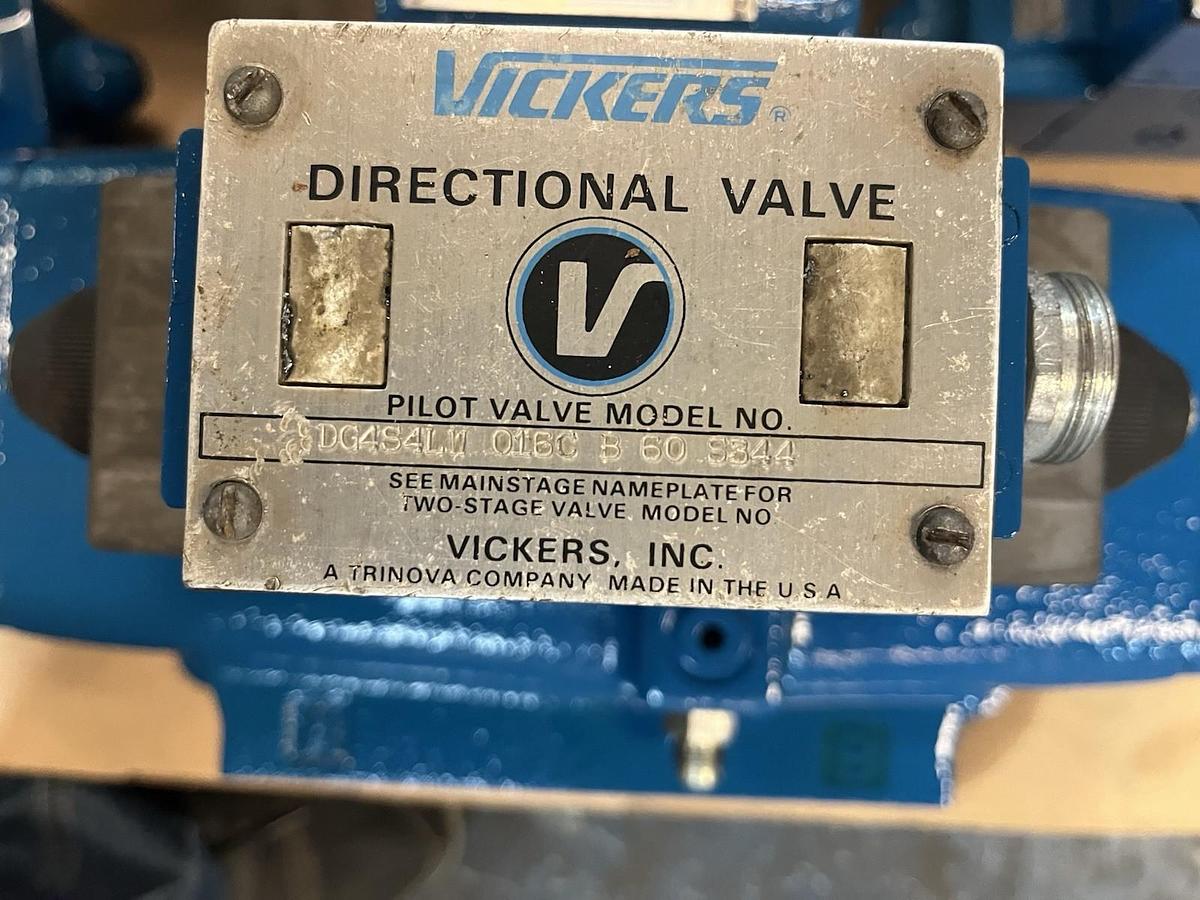 VICKERS®
DIRECTIONAL VALVE
V
PILOT VALVE MODEL NO.
DG4S4LW 016C B 60 S344
SEE MAINSTAGE NAMEPLATE FOR
TWO-STAGE VALVE MODEL NO
VICKERS, INC.
A TRINOVA COMPANY MADE IN THE U S A